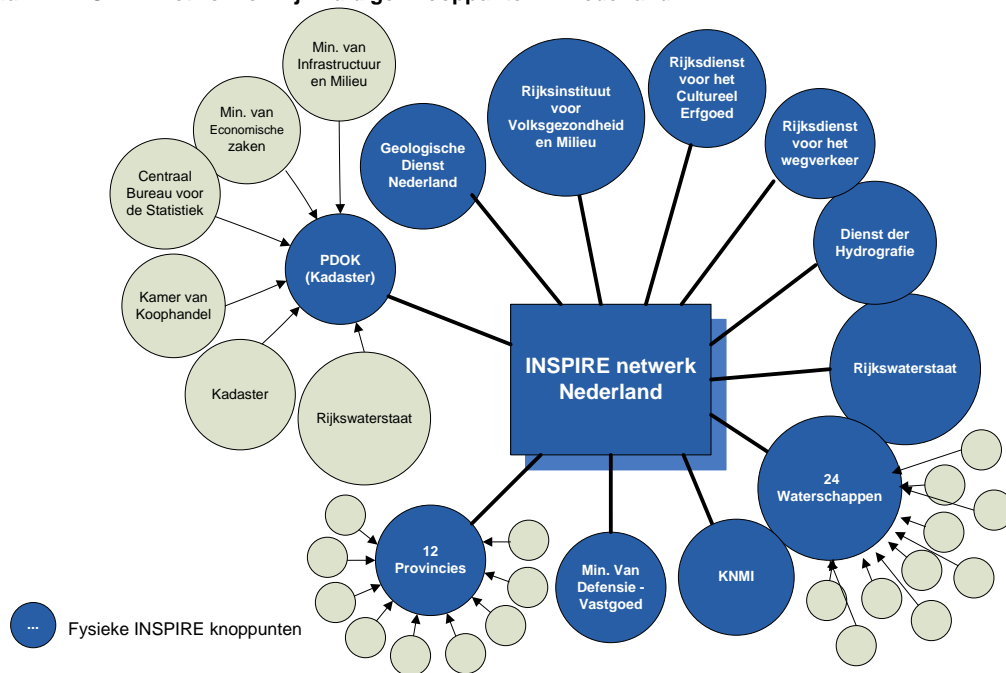 Min. van
Infrastructuur
en Milieu
Min. van
Economische
zaken
Centraal
Bureau voor
de Statistiek
Kamer van
Koophandel
Kadaster
Rijkswaterstaat
PDOK
(Kadaster)
Geologische
Dienst
Nederland
Rijksinstituut
voor
Volksgezondheid
en Milieu
Rijksdienst
voor het
Cultureel
Erfgoed
Rijksdienst
voor het
wegverkeer
Dienst der
Hydrografie
Rijkswaterstaat
INSPIRE netwerk
Nederland
24
Waterschappen
12
Provincies
Min. Van
Defensie -
Vastgoed
KNMI
...
Fysieke INSPIRE knoppunten